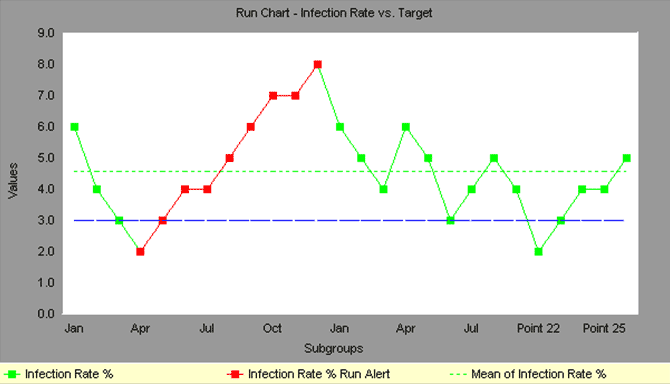 Run Chart - Infection Rate vs. Target
9.0
8.0
7.0
6.0
5.0
4.0
3.0
2.0
1.0
0.0
Values
Jan Apr Jul Oct Jan Apr Jul Point 22 Point 25
Subgroups
Infection Rate % Infection Rate % Run Alert Mean of Infection Rate %